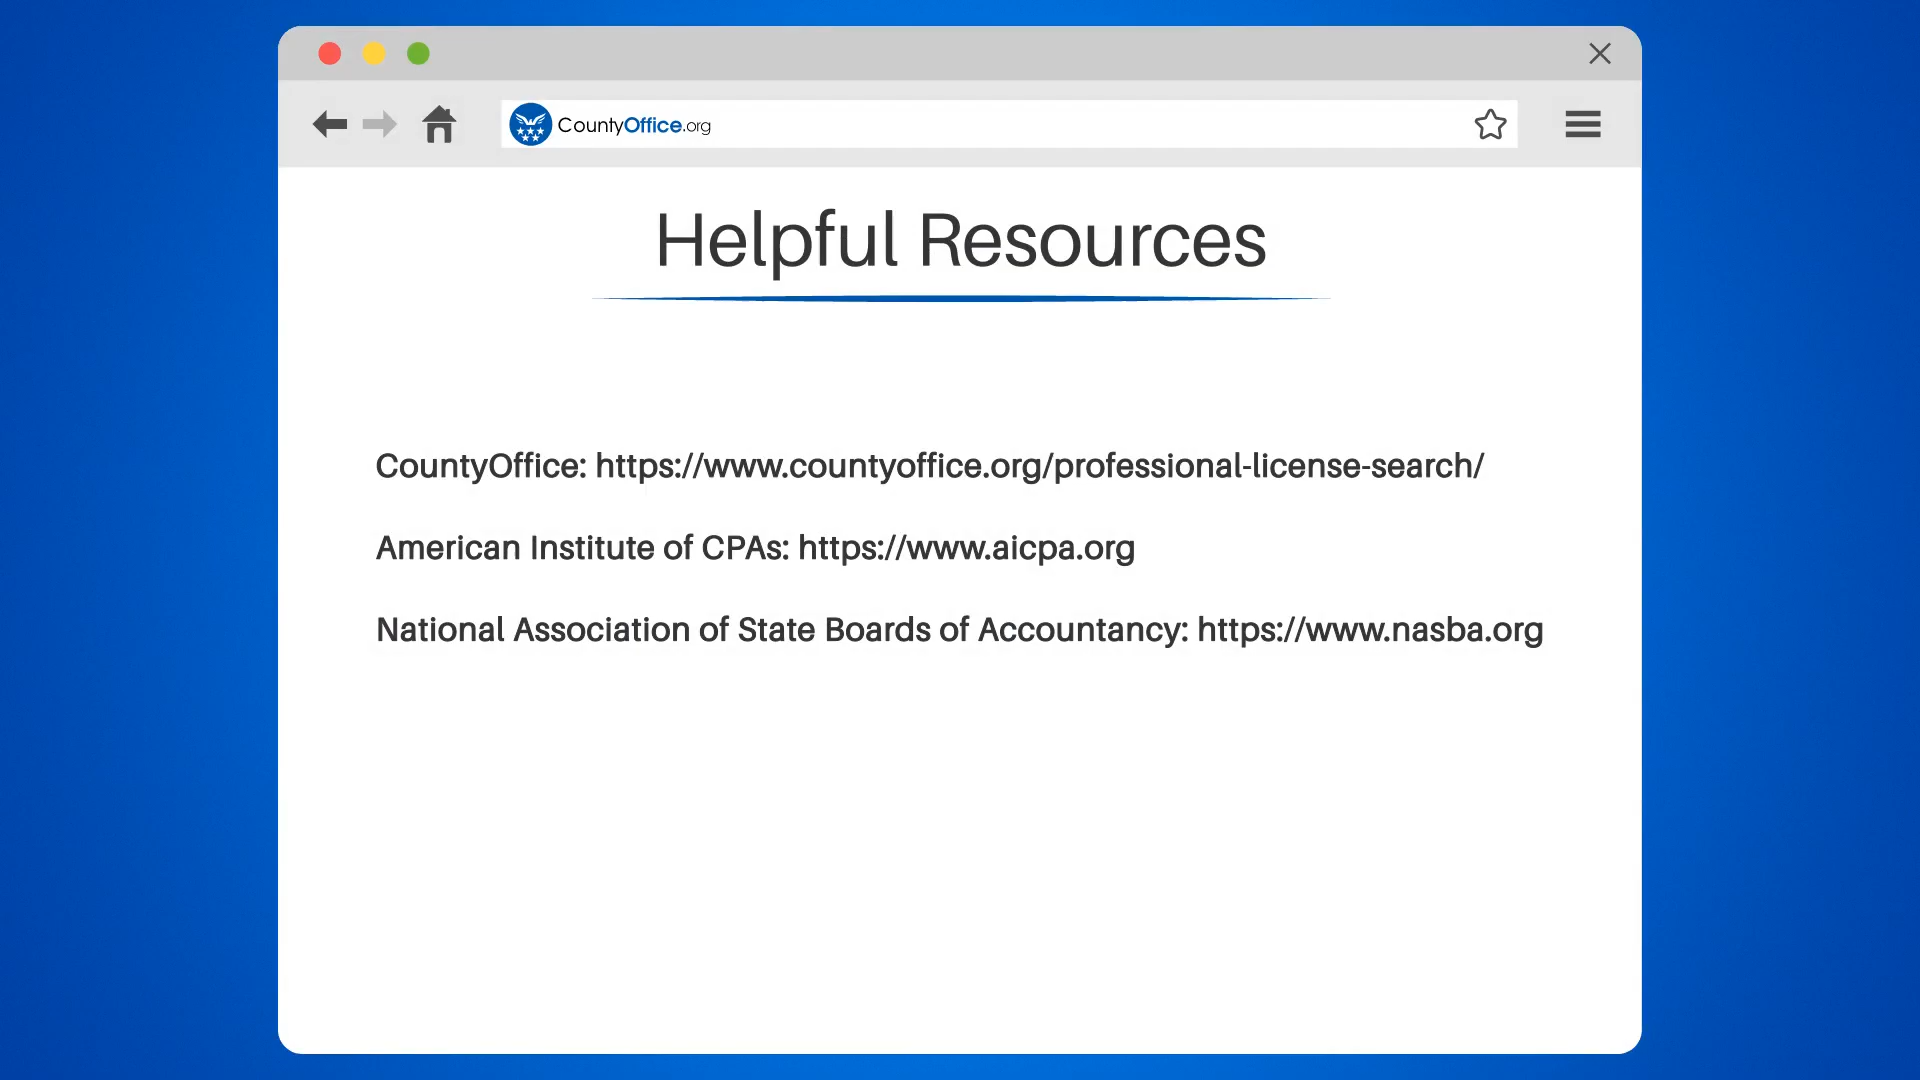 CountyOffice.org
Helpful Resources
CountyOffice: https://www.countyoffice.org/professional-license-search/
American Institute of CPAs: https://www.aicpa.org
National Association of State Boards of Accountancy: https://www.nasba.org